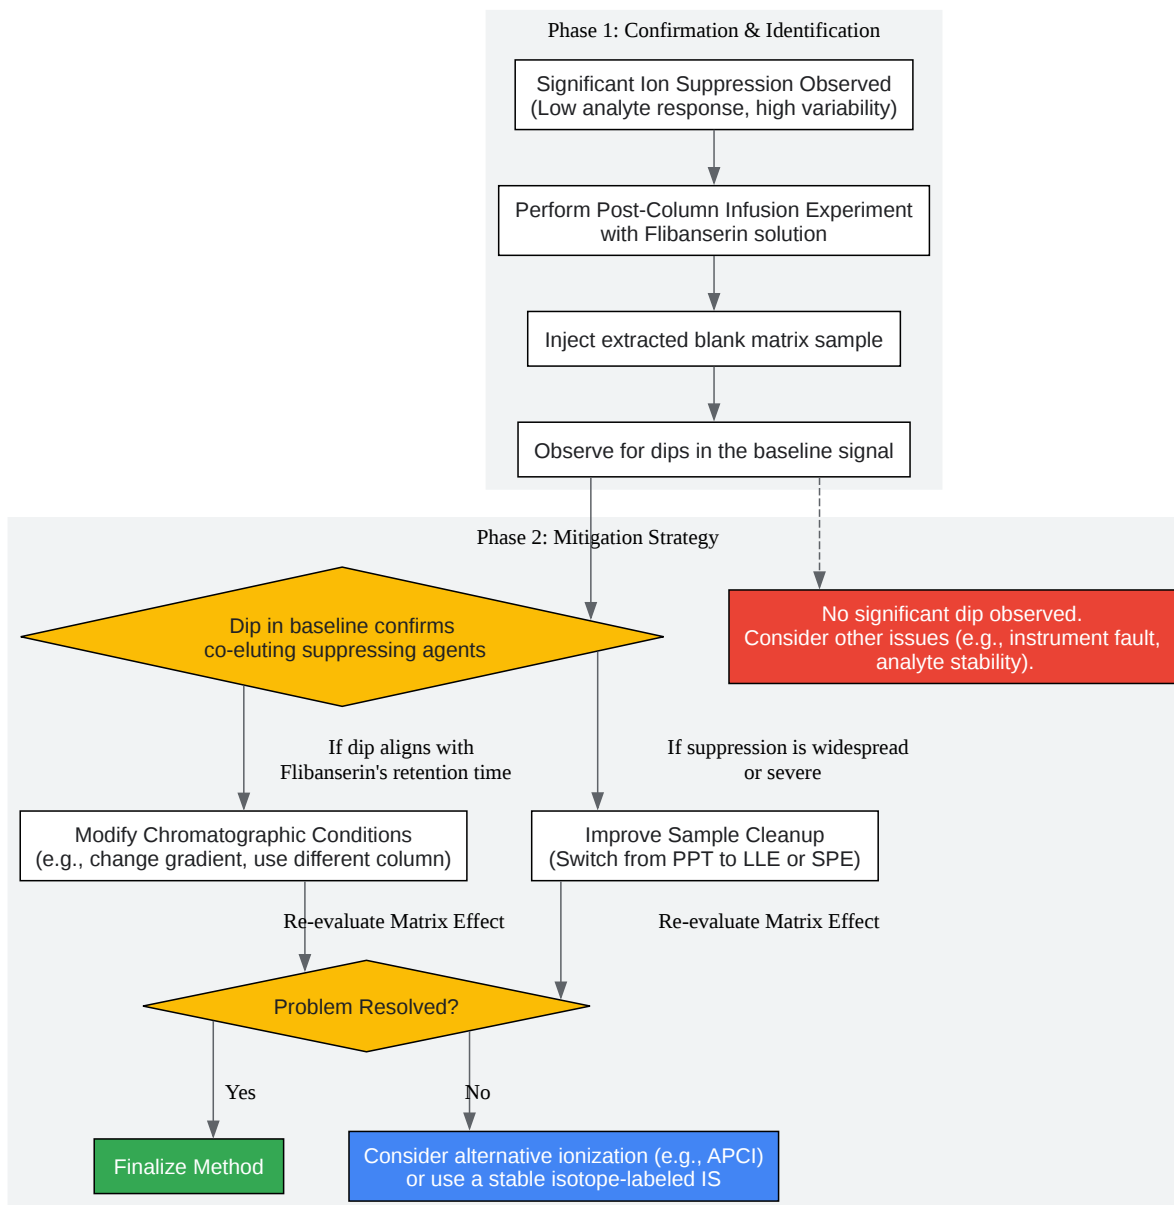 Phase 1: Confirmation & Identification
Significant Ion Suppression Observed
(Low analyte response, high variability)
Perform Post-Column Infusion Experiment
with Flibanserin solution
Inject extracted blank matrix sample
Observe for dips in the baseline signal
Phase 2: Mitigation Strategy
Dip in baseline confirms
co-eluting suppressing agents
No significant dip observed.
Consider other issues (e.g., instrument fault,
analyte stability).
If dip aligns with
Flibanserin's retention time
If suppression is widespread
or severe
Modify Chromatographic Conditions
(e.g., change gradient, use different column)
Improve Sample Cleanup
(Switch from PPT to LLE or SPE)
Re-evaluate Matrix Effect
Re-evaluate Matrix Effect
Problem Resolved?
Yes
No
Finalize Method
Consider alternative ionization (e.g., APCI)
or use a stable isotope-labeled IS